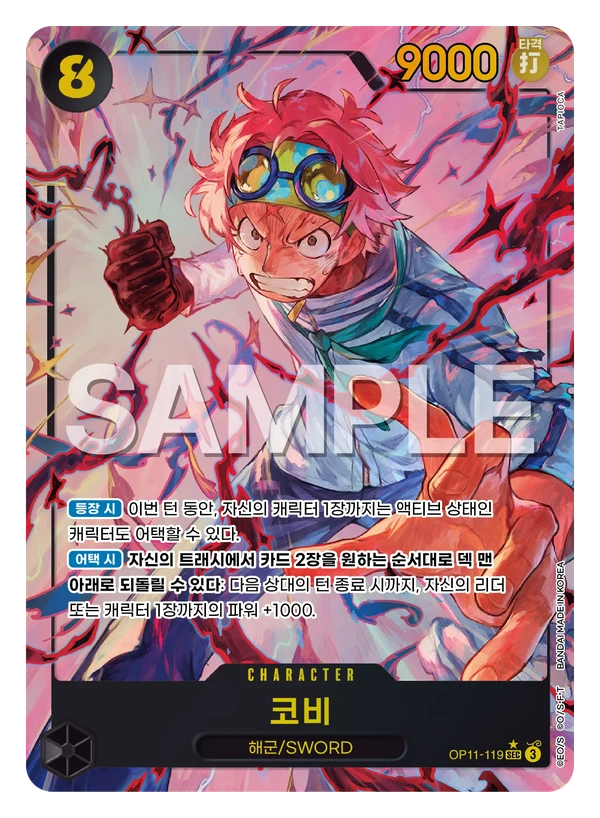 8
9000
타격
打
TAPIOCA
SAMPLE
등장 시 이번 턴 동안, 자신의 캐릭터 1장까지는 액티브 상태인
캐릭터도 어택할 수 있다.
어택 시 자신의 트래시에서 카드 2장을 원하는 순서대로 덱 맨
아래로 되돌릴 수 있다: 다음 상대의 턴 종료 시까지, 자신의 리더
또는 캐릭터 1장까지의 파워 +1000.
©EO/S ©O/S·F·T BANDAI MADE IN KOREA
CHARACTER
코비
해군/SWORD
OP11-119 SEC 3